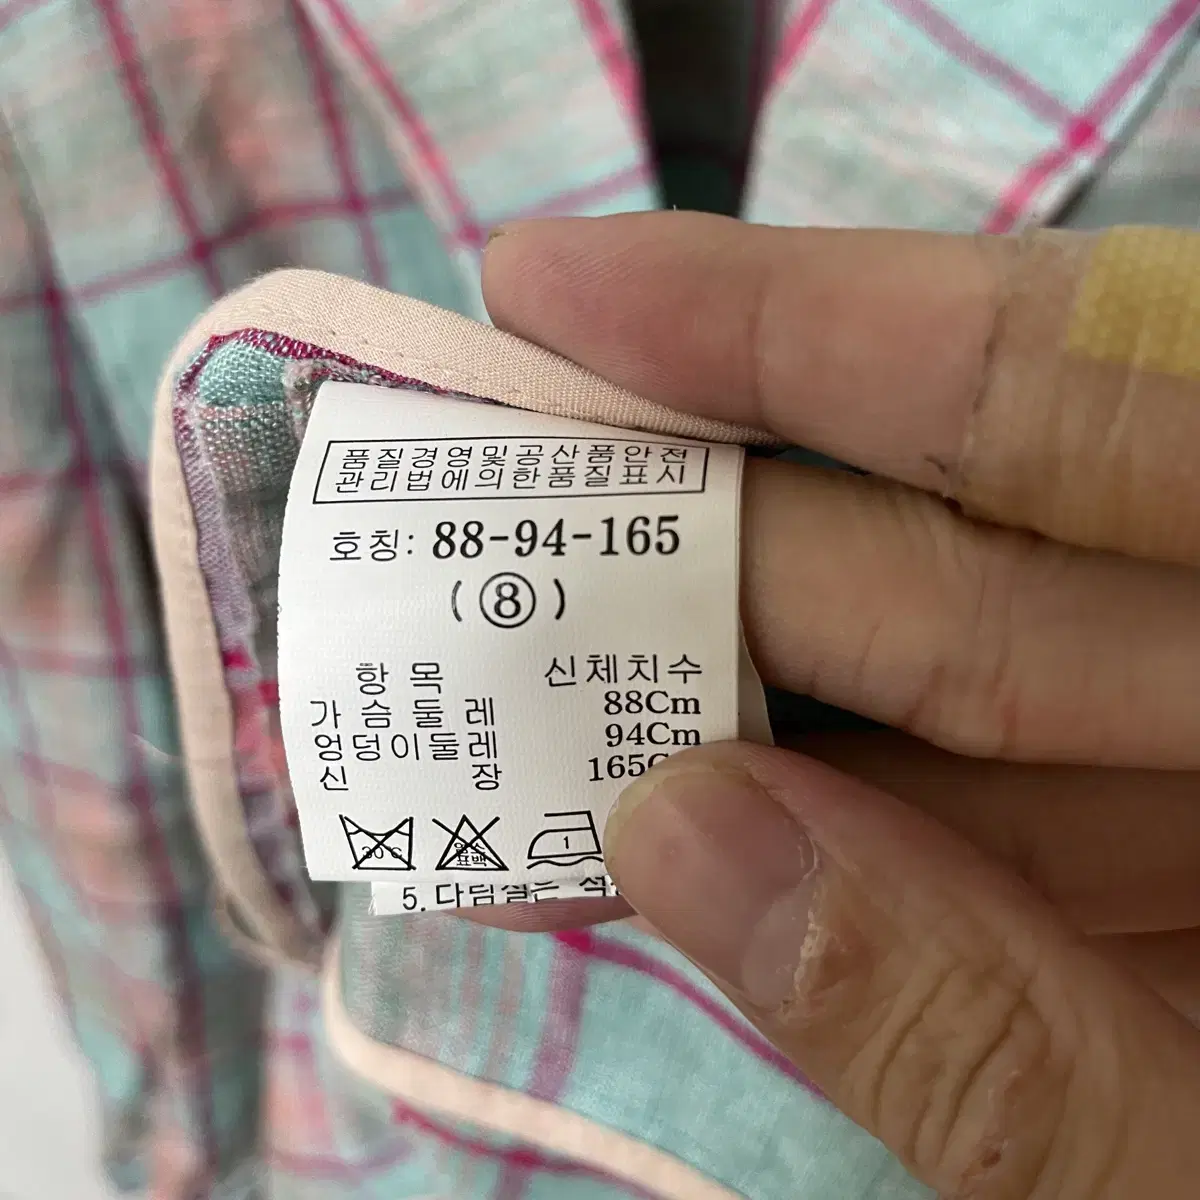 품질경영및공산품안전
관리법에의한품질표시
호칭: 88-94-165
(⑧)
항 목 신체치수
가 슴 둘 레 88Cm
엉덩이둘레 94Cm
신 장 165
30℃
염소
표백
1
5. 다림질은